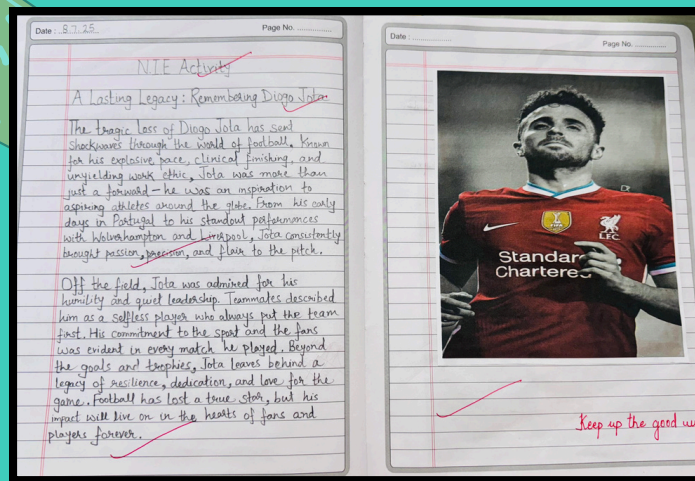 Date : 8.7.25
Page No. ...............
N.I.E Activity
A Lasting Legacy : Remembering Diogo Jota
The tragic loss of Diogo Jota has sent
shockwaves through the world of football. Known
for his explosive pace, clinical finishing, and
unyielding work ethic, Jota was more than
just a forward – he was an inspiration to
aspiring athletes around the globe. From his early
days in Portugal to his standout performances
with Wolverhampton and Liverpool, Jota consistently
brought passion, precision, and flair to the pitch.
Off the field, Jota was admired for his
humility and quiet leadership. Teammates described
him as a selfless player who always put the team
first. His commitment to the sport and the fans
was evident in every match he played. Beyond
the goals and trophies, Jota leaves behind a
legacy of resilience, dedication, and love for the
game. Football has lost a true star, but his
impact will live on in the hearts of fans and
players forever.
Date : ...............
Page No. ...............
L.F.C.
Standard
Chartered
Keep up the good